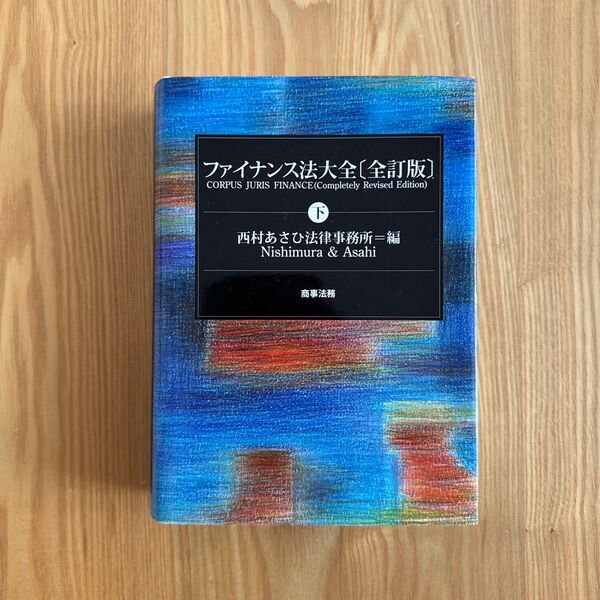 ファイナンス法大全〔全訂版〕
CORPUS JURIS FINANCE(Completely Revised Edition)
下
西村あさひ法律事務所＝編
Nishimura & Asahi
商事法務